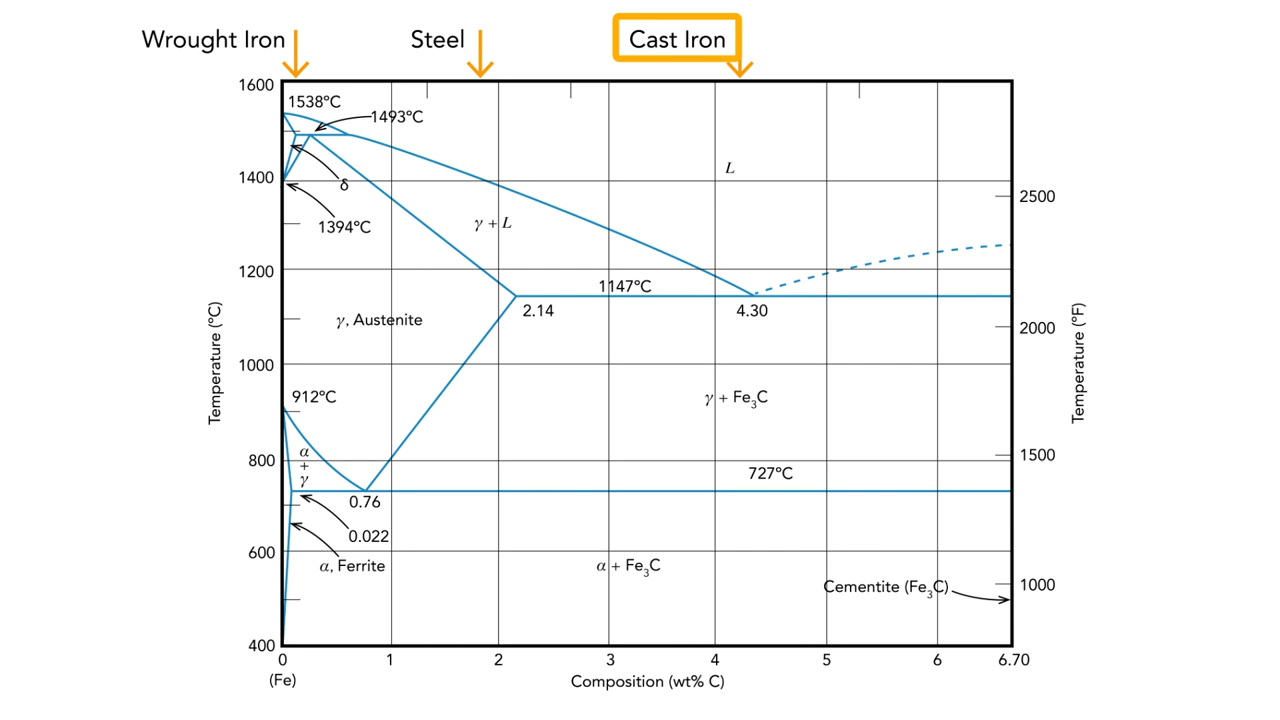 Wrought Iron
Steel
Cast Iron
1600
1538°C
1493°C
L
1400
δ
2500
1394°C
γ + L
1200
1147°C
2.14
4.30
γ, Austenite
2000
Temperature (°C)
Temperature (°F)
1000
912°C
γ + Fe₃C
α
+
γ
800
1500
727°C
0.76
0.022
600
α, Ferrite
α + Fe₃C
Cementite (Fe₃C)
1000
400
0 1 2 3 4 5 6 6.70
(Fe)
Composition (wt% C)